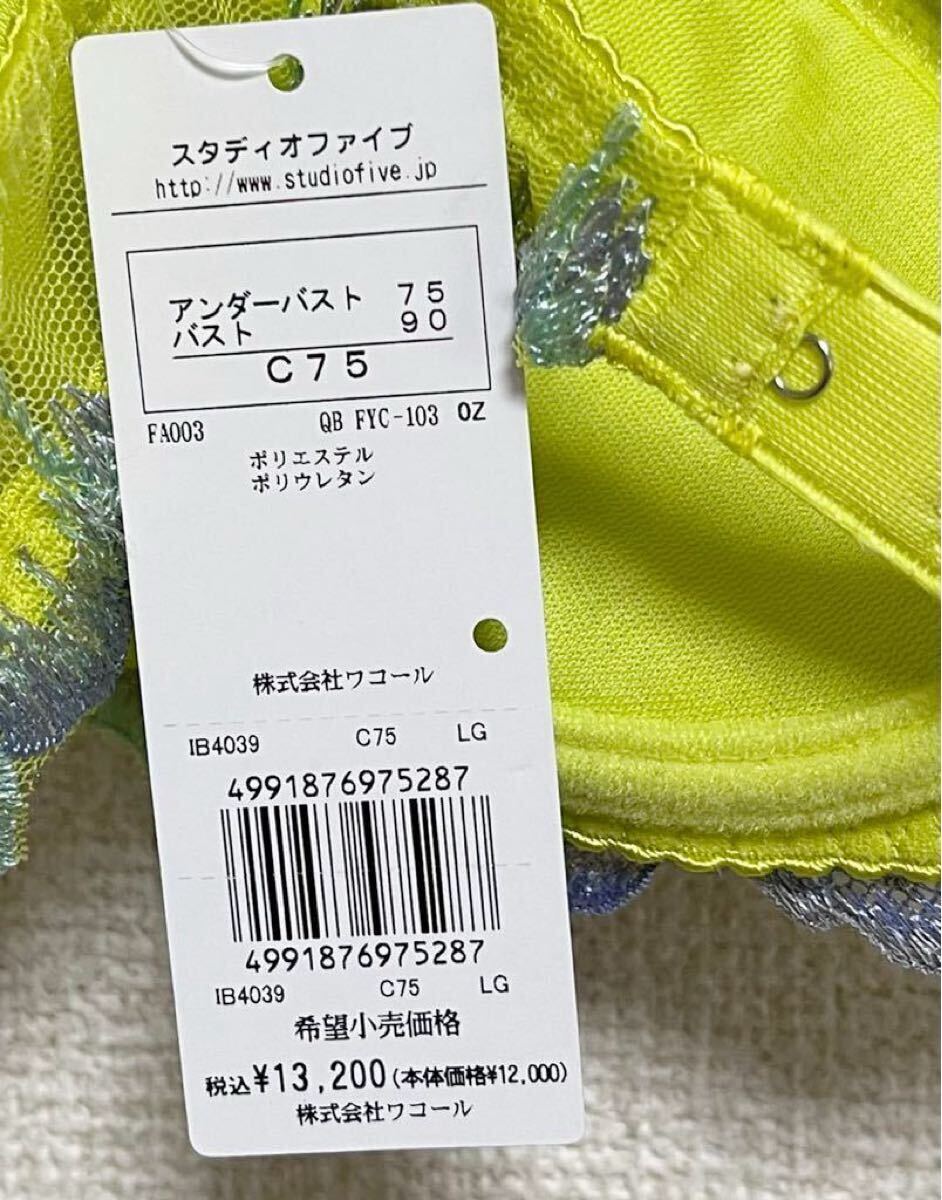 スタディオファイブ
http://www.studiofive.jp
アンダーバスト 75
バスト 90
C75
FA003 QB FYC-103 OZ
ポリエステル
ポリウレタン
株式会社ワコール
IB4039 C75 LG
4991876975287
4991876975287
IB4039 C75 LG
希望小売価格
税込¥13,200(本体価格¥12,000)
株式会社ワコール